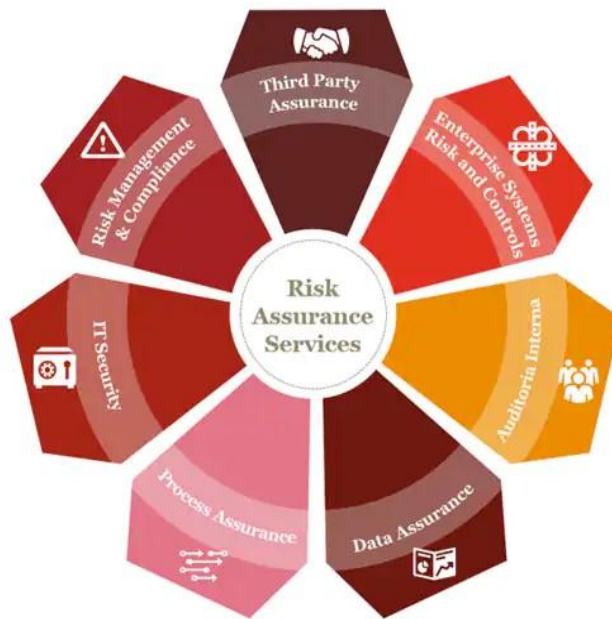 Risk
Assurance
Services
Third Party
Assurance
Enterprise Systems
Risk and Controls
Auditoria Interna
Data Assurance
Process Assurance
IT Security
Risk Management
& Compliance